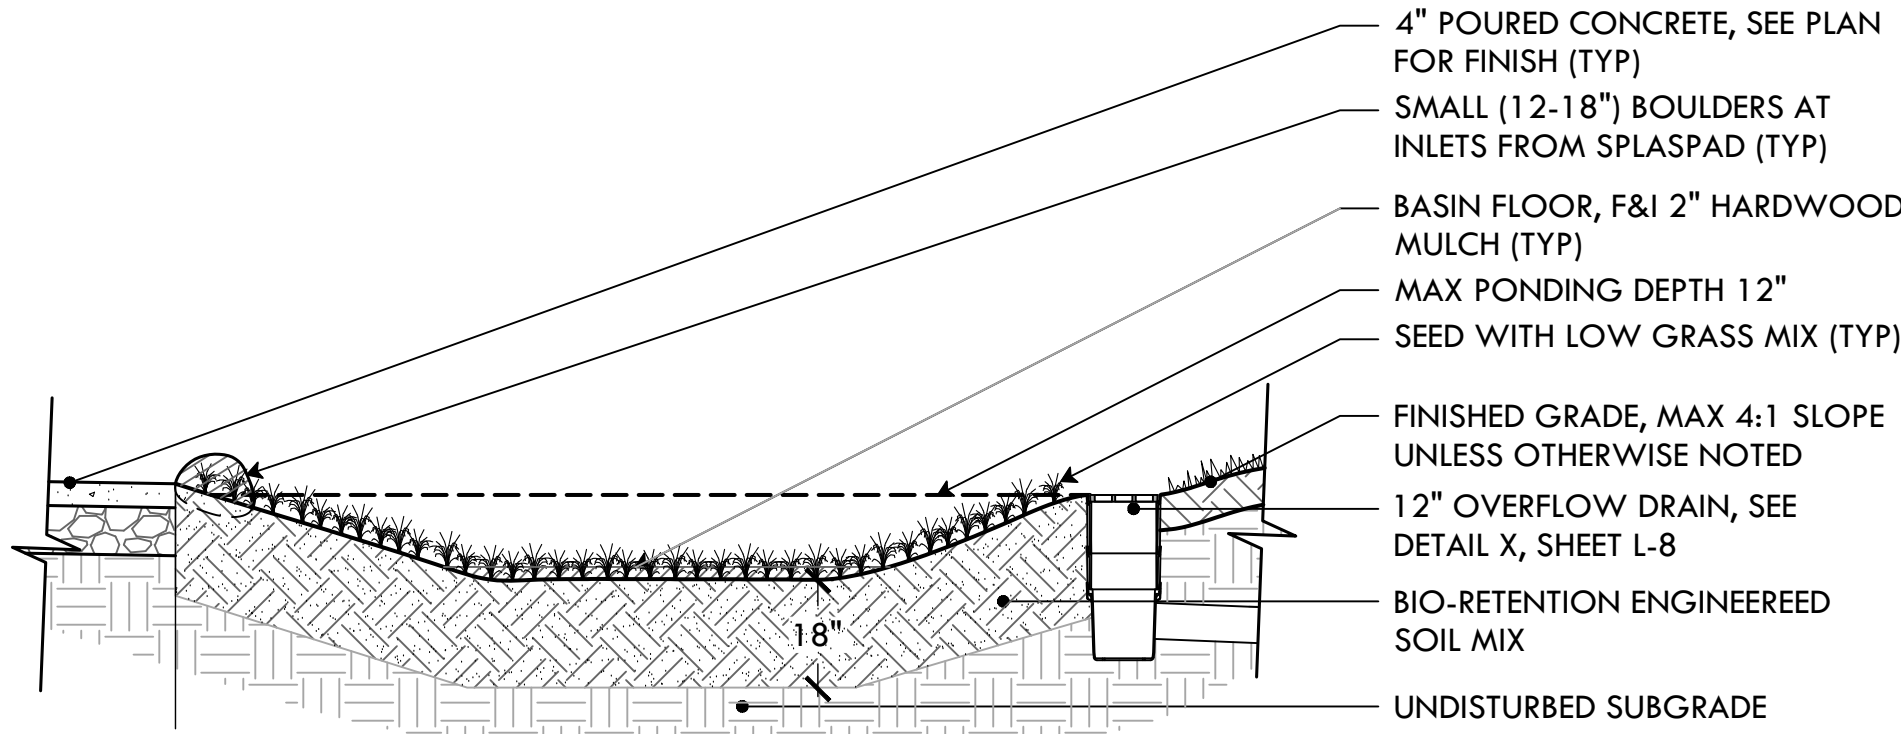 4" POURED CONCRETE, SEE PLAN
FOR FINISH (TYP)
SMALL (12-18") BOULDERS AT
INLETS FROM SPLASPAD (TYP)
BASIN FLOOR, F&I 2" HARDWOOD
MULCH (TYP)
MAX PONDING DEPTH 12"
SEED WITH LOW GRASS MIX (TYP)
FINISHED GRADE, MAX 4:1 SLOPE
UNLESS OTHERWISE NOTED
12" OVERFLOW DRAIN, SEE
DETAIL X, SHEET L-8
BIO-RETENTION ENGINEEREED
SOIL MIX
18"
UNDISTURBED SUBGRADE